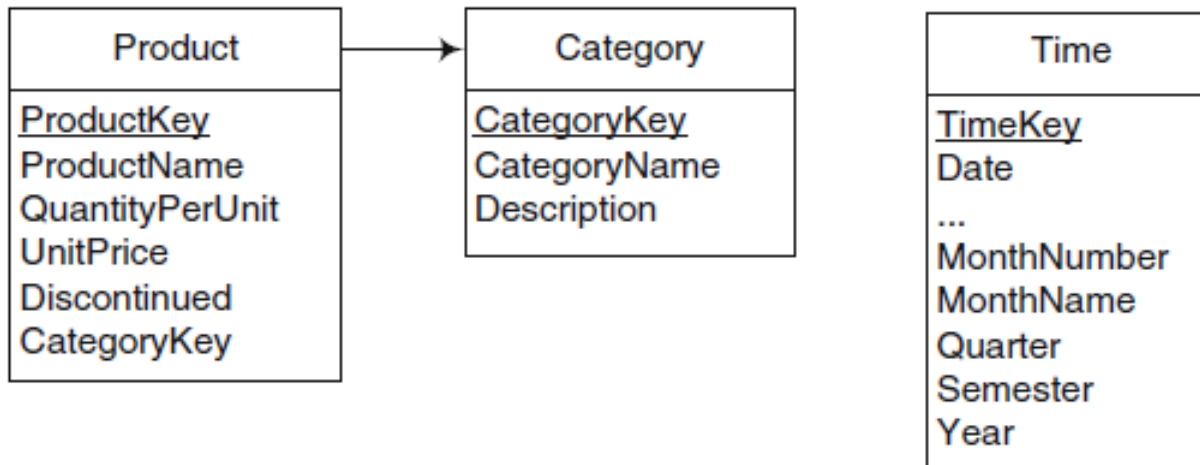 Product
ProductKey
ProductName
QuantityPerUnit
UnitPrice
Discontinued
CategoryKey
Category
CategoryKey
CategoryName
Description
Time
TimeKey
Date
...
MonthNumber
MonthName
Quarter
Semester
Year